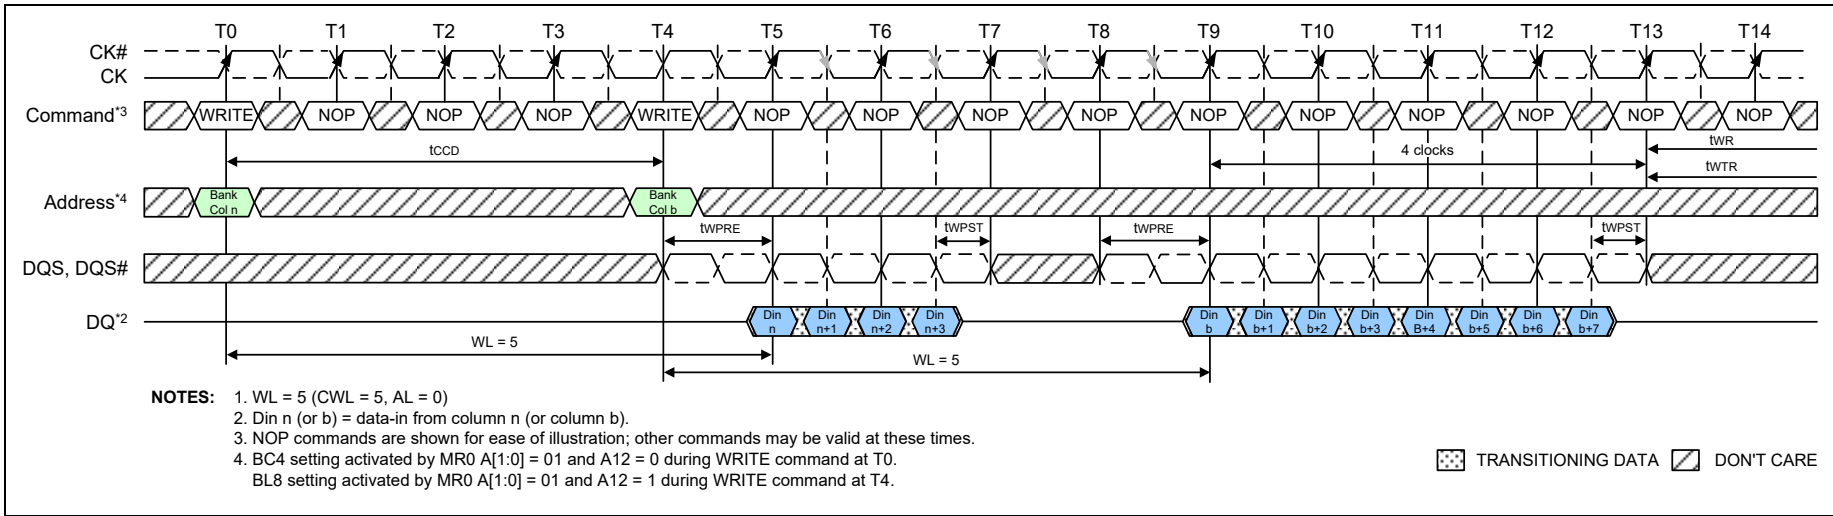 T0 T1 T2 T3 T4 T5 T6 T7 T8 T9 T10 T11 T12 T13 T14
CK#
CK
Command*3 WRITE NOP NOP NOP WRITE NOP NOP NOP NOP NOP NOP NOP NOP NOP NOP
tWR
tCCD 4 clocks
tWTR
Address*4 Bank Col n Bank Col b
tWPRE tWPST tWPRE tWPST
DQS, DQS#
DQ*2 Din n Din n+1 Din n+2 Din n+3 Din b Din b+1 Din b+2 Din b+3 Din B+4 Din b+5 Din b+6 Din b+7
WL = 5
WL = 5
NOTES: 1. WL = 5 (CWL = 5, AL = 0)
2. Din n (or b) = data-in from column n (or column b).
3. NOP commands are shown for ease of illustration; other commands may be valid at these times.
4. BC4 setting activated by MR0 A[1:0] = 01 and A12 = 0 during WRITE command at T0.
BL8 setting activated by MR0 A[1:0] = 01 and A12 = 1 during WRITE command at T4.
TRANSITIONING DATA DON'T CARE